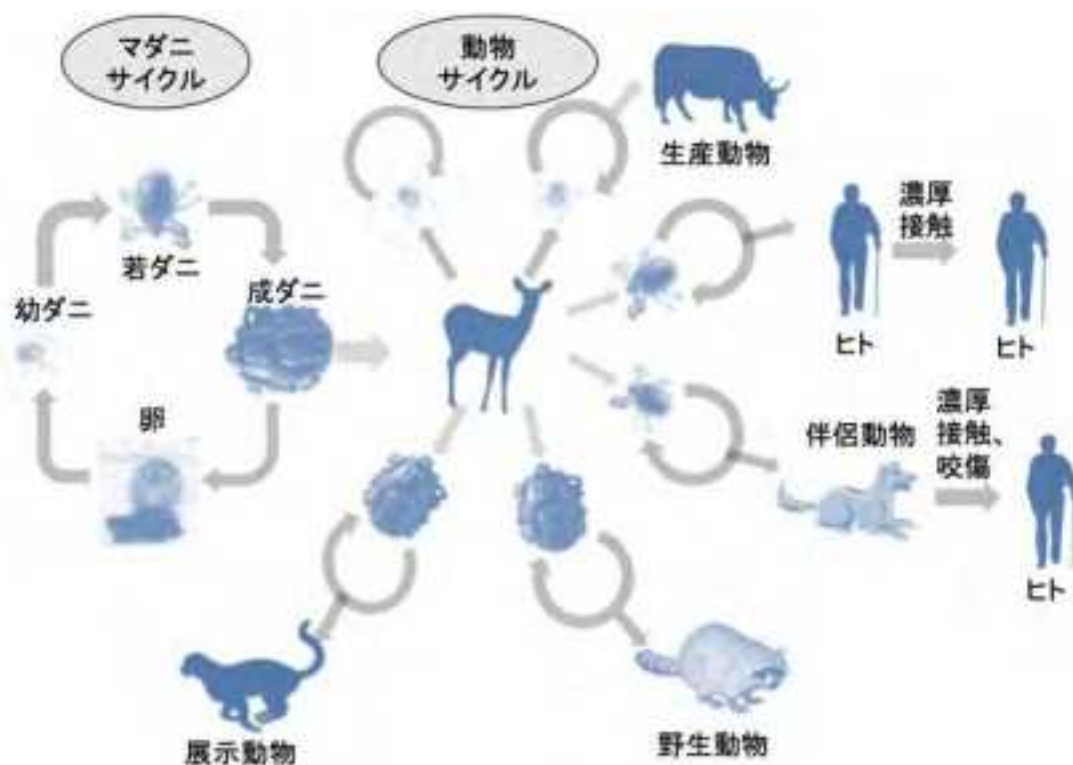 マダニ
サイクル
動物
サイクル
生産動物
濃厚
接触
若ダニ
成ダニ
幼ダニ
ヒト
ヒト
卵
伴侶動物
濃厚
接触、
咬傷
ヒト
展示動物
野生動物